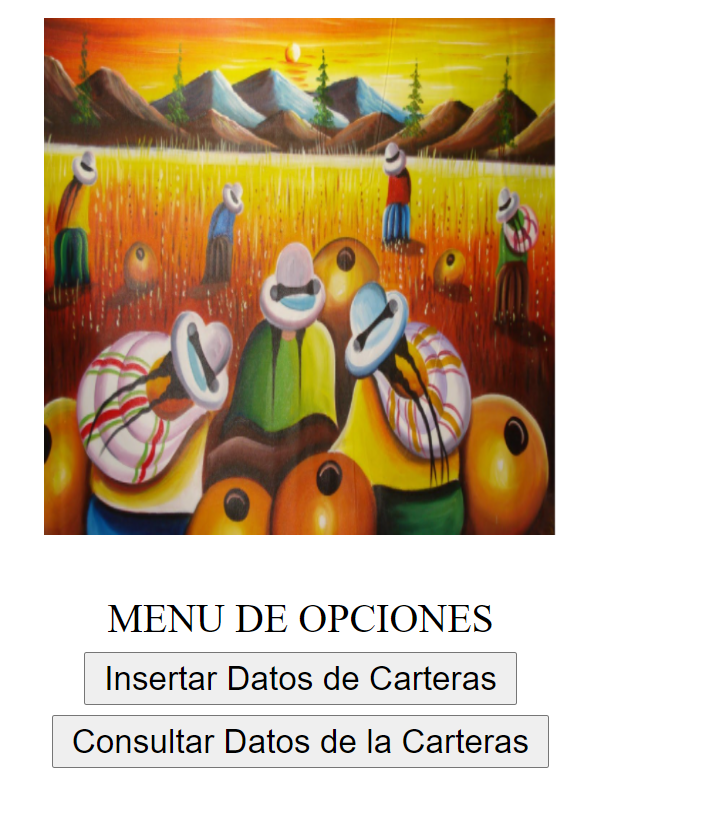 MENU DE OPCIONES
Insertar Datos de Carteras
Consultar Datos de la Carteras